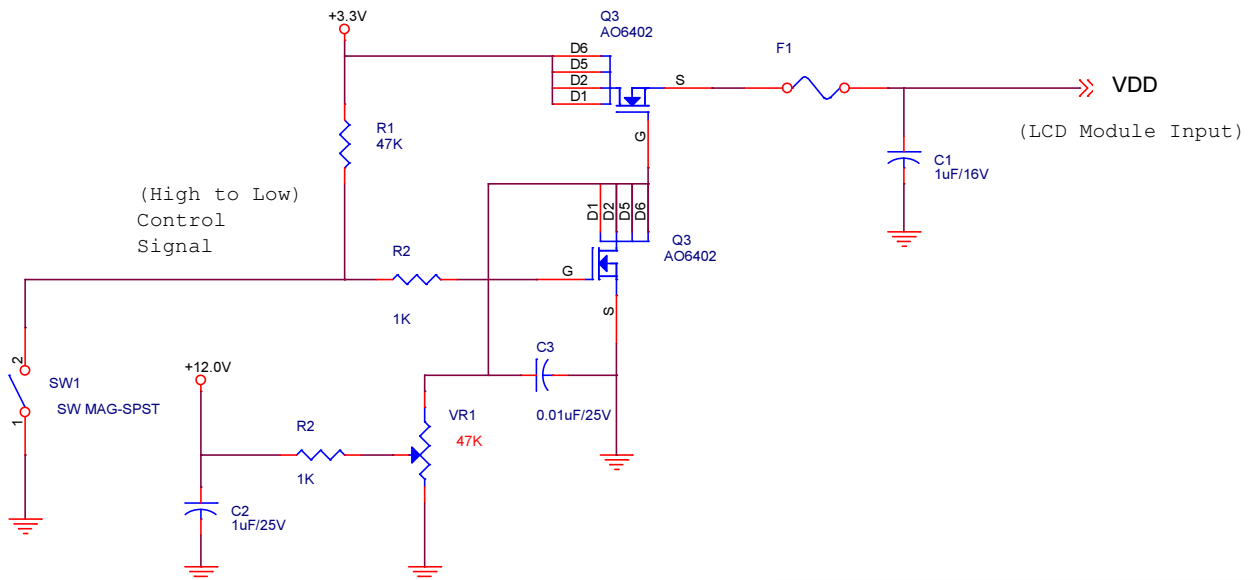 +3.3V
Q3
AO6402
D6
D5
D2
D1
S
G
F1
VDD
(LCD Module Input)
C1
1uF/16V
R1
47K
(High to Low)
Control
Signal
D1
D2
D5
D6
Q3
AO6402
R2
1K
G
S
2
SW1
SW MAG-SPST
1
+12.0V
C3
0.01uF/25V
VR1
47K
R2
1K
C2
1uF/25V